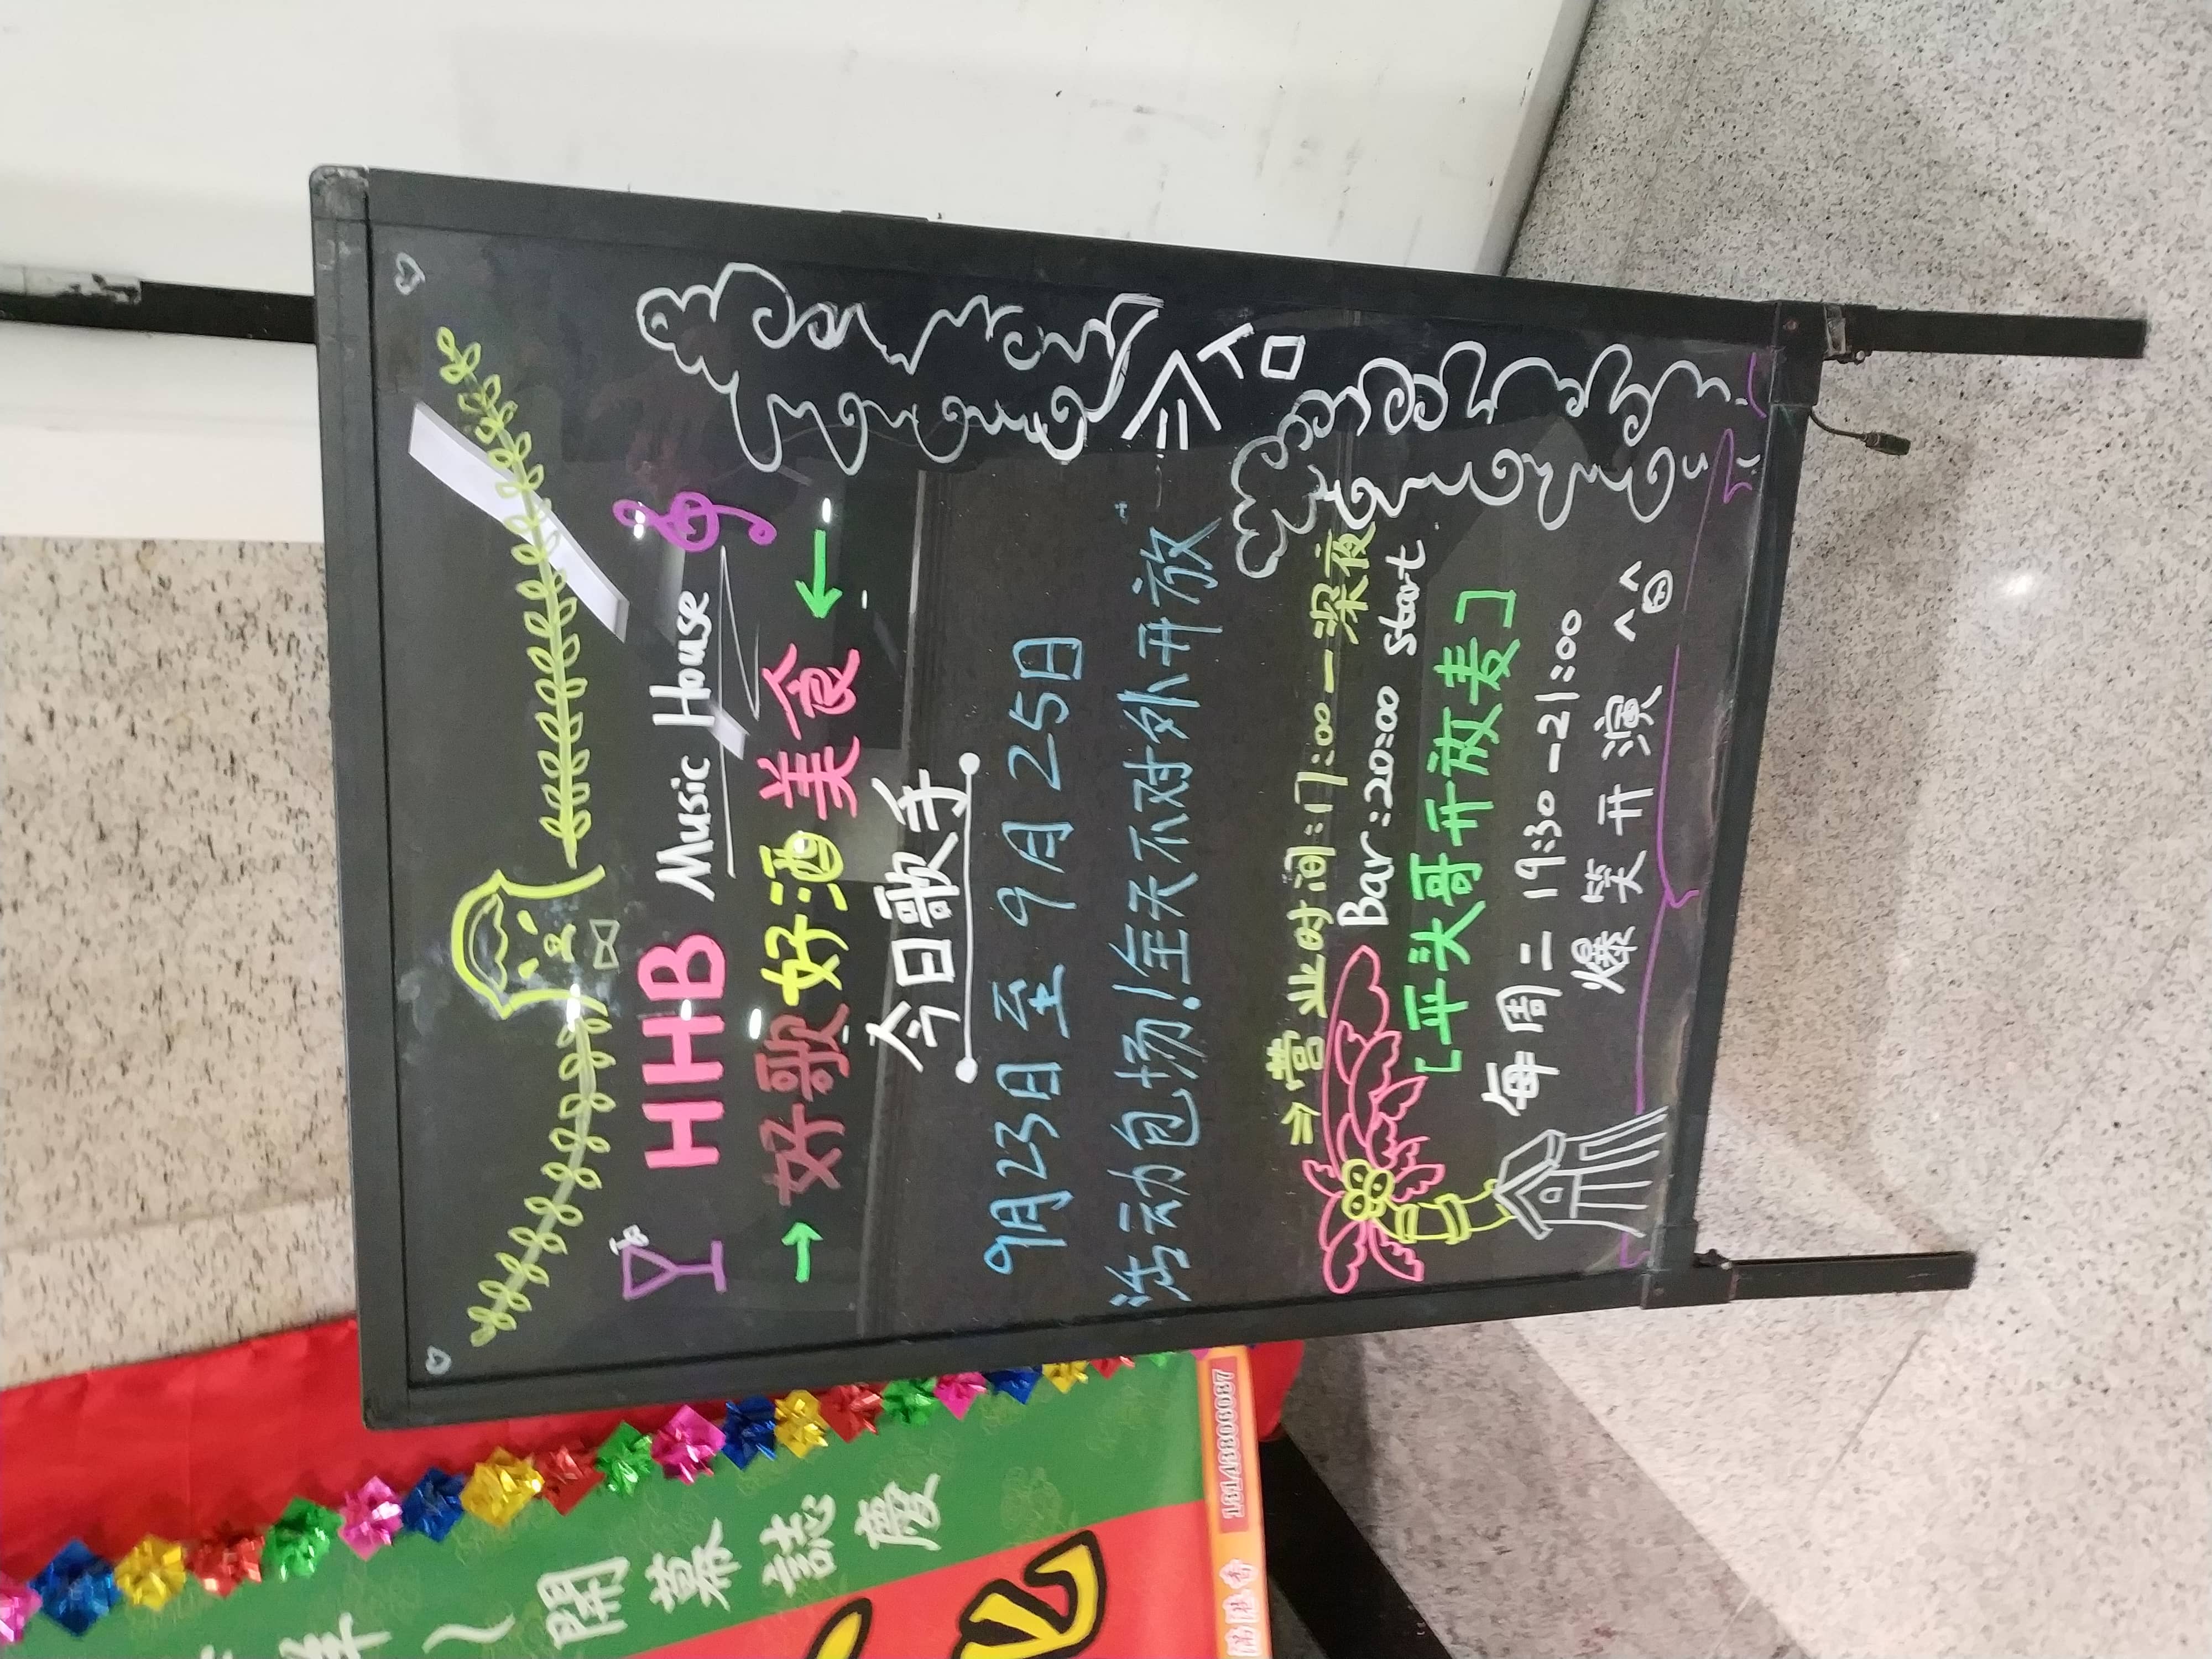 開幕誌慶
13143806087
HHB Music House
→好歌好酒美食←
今日歌手
9月23日至9月25日
活动包场！全天不对外开放
⇒营业时间:17:00—深夜
Bar:20:00 start
[平头哥开放麦]
每周二 19:30—21:00
爆笑开演
入口